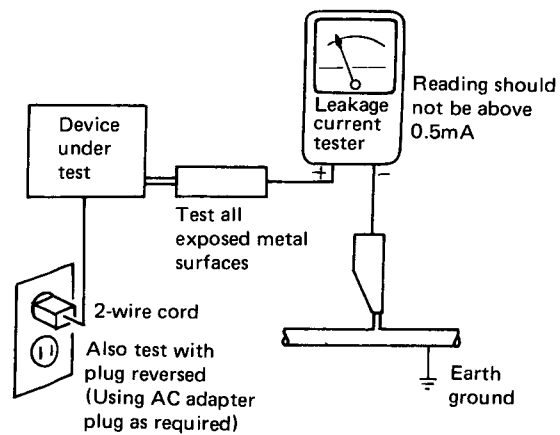 Device
under
test
Leakage
current
tester
+
−
Reading should
not be above
0.5mA
Test all
exposed metal
surfaces
2-wire cord
Also test with
plug reversed
(Using AC adapter
plug as required)
Earth
ground